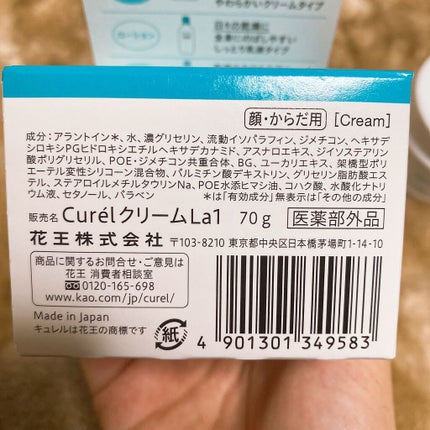 やわらかいクリームタイプ
ローション
日々の乾燥に
全身にのばしやすい
しっとり乳液タイプ
顔・からだ用 [Cream]
成分：アラントイン*、水、濃グリセリン、流動イソパラフィン、ジメチコン、ヘキサデ
シロキシPGヒドロキシエチルヘキサデカナミド、アスナロエキス、ジイソステアリン
酸ポリグリセリル、POE・ジメチコン共重合体、BG、ユーカリエキス、架橋型ポリ
エーテル変性シリコーン混合物、パルミチン酸デキストリン、グリセリン脂肪酸エス
テル、ステアロイルメチルタウリンNa、POE水添ヒマシ油、コハク酸、水酸化ナトリ
ウム液、セタノール、パラベン *は「有効成分」無表示は「その他の成分」
販売名 CurélクリームLa1 70g 医薬部外品
花王株式会社 〒103-8210 東京都中央区日本橋茅場町1-14-10
商品に関するお問合せ・ご意見は
花王 消費者相談室
0120-165-698
www.kao.com/jp/curel/
Made in Japan
キュレルは花王の商標です
紙
4 901301 349583